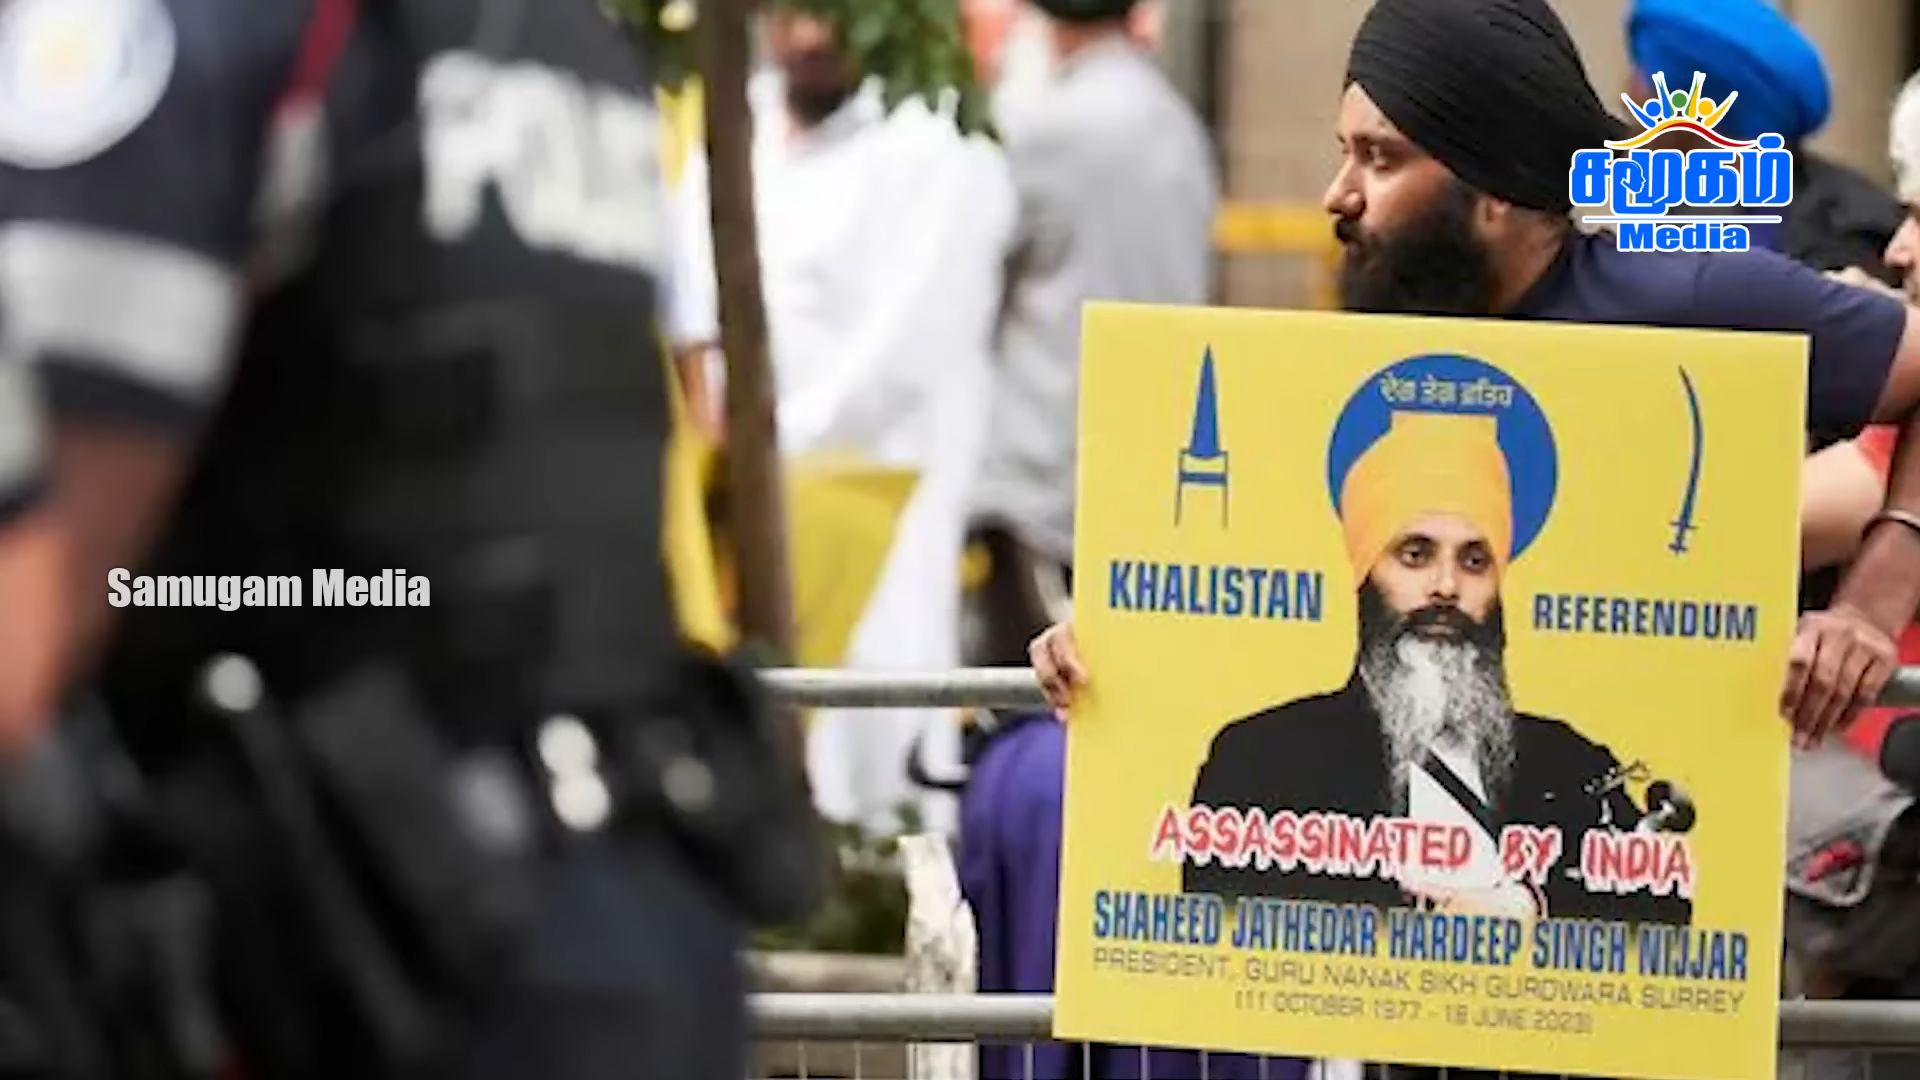 POLI
சமூகம்
Media
ਦੇਗ ਤੇਗ ਫ਼ਤਿਹ
KHALISTAN
REFERENDUM
Samugam Media
ASSASSINATED BY INDIA
SHAHEED JATHEDAR HARDEEP SINGH NIJJAR
PRESIDENT, GURU NANAK SIKH GURDWARA SURREY
(11 OCTOBER 1977 - 18 JUNE 2023)